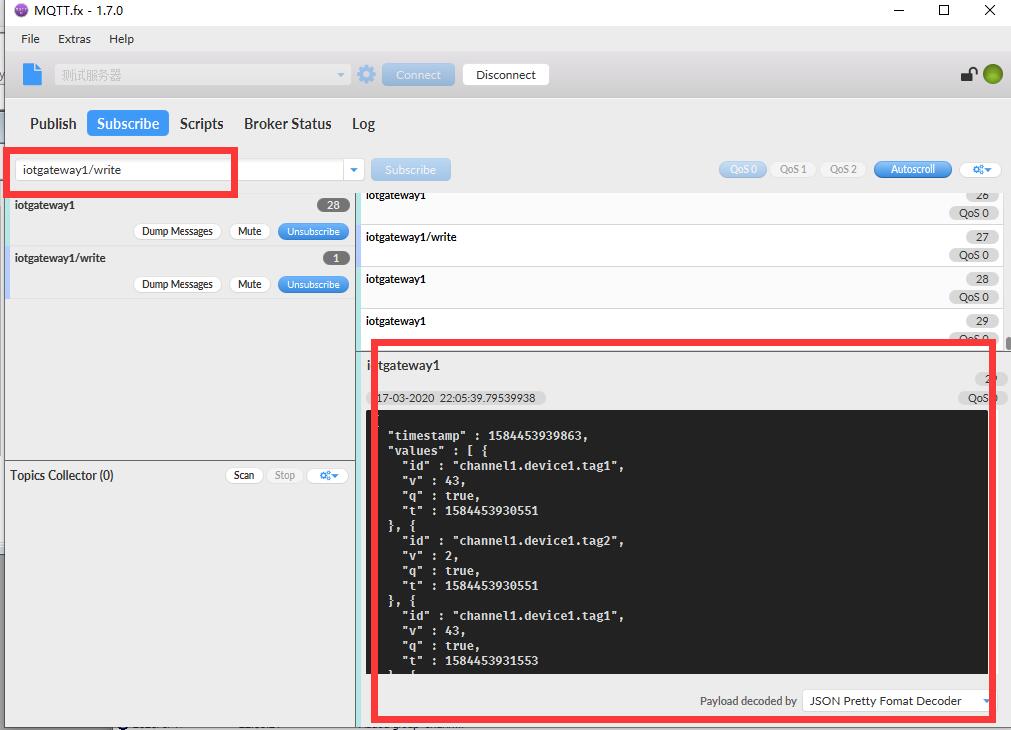 MQTT.fx - 1.7.0
File Extras Help
测试服务器 Connect Disconnect
Publish Subscribe Scripts Broker Status Log
iotgateway1/write Subscribe QoS 0 QoS 1 QoS 2 Autoscroll
iotgateway1 28
Dump Messages Mute Unsubscribe
iotgateway1/write 1
Dump Messages Mute Unsubscribe
iotgateway1 26
QoS 0
iotgateway1/write 27
QoS 0
iotgateway1 28
QoS 0
iotgateway1 29
QoS 0
iotgateway1
29
17-03-2020 22:05:39.79539938 QoS 0
{
"timestamp" : 1584453939863,
"values" : [ {
"id" : "channel1.device1.tag1",
"v" : 43,
"q" : true,
"t" : 1584453930551
}, {
"id" : "channel1.device1.tag2",
"v" : 2,
"q" : true,
"t" : 1584453930551
}, {
"id" : "channel1.device1.tag1",
"v" : 43,
"q" : true,
"t" : 1584453931553
}, {
Payload decoded by JSON Pretty Fomat Decoder
Topics Collector (0) Scan Stop